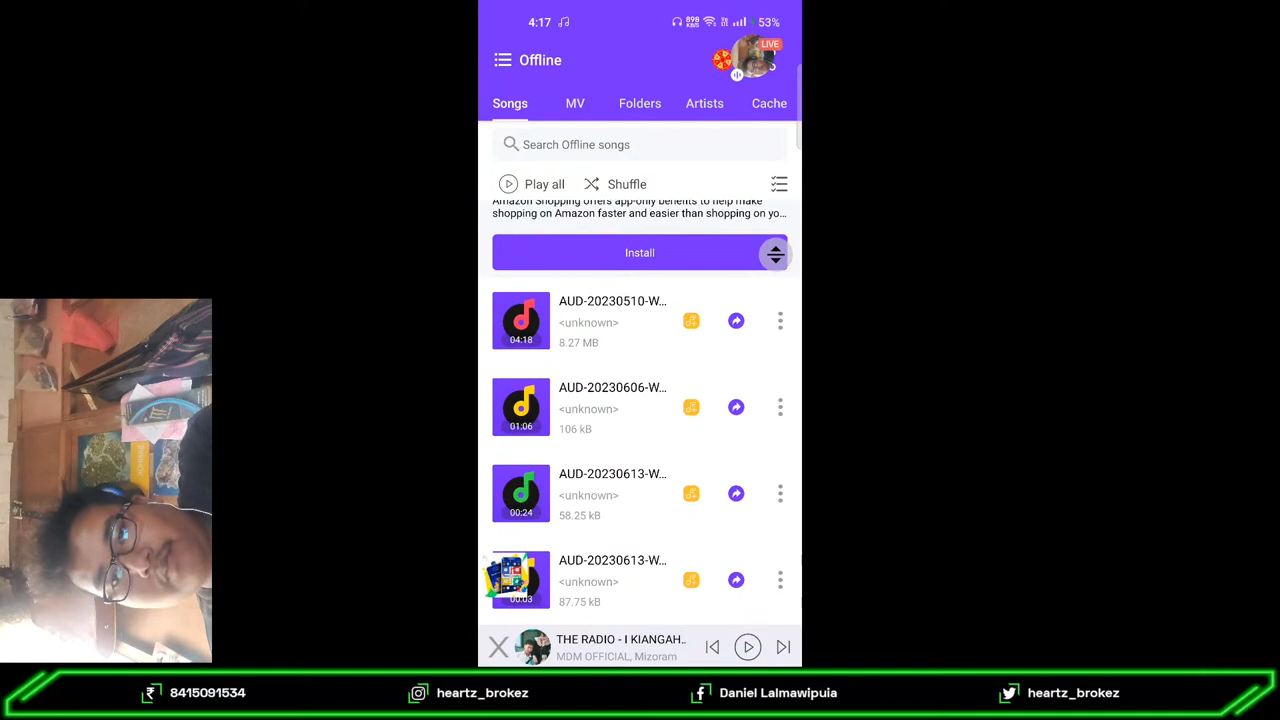 4:17
898
KB/S
53%
Offline
LIVE
Songs
MV
Folders
Artists
Cache
Search Offline songs
Play all
Shuffle
Amazon Shopping offers app-only benefits to help make
shopping on Amazon faster and easier than shopping on yo...
Install
AUD-20230510-W...
<unknown>
8.27 MB
04:18
AUD-20230606-W...
<unknown>
106 kB
01:06
AUD-20230613-W...
<unknown>
58.25 kB
00:24
AUD-20230613-W...
<unknown>
87.75 kB
00:03
THE RADIO - I KIANGAH..
MDM OFFICIAL, Mizoram
₹ 8415091534
heartz_brokez
Daniel Lalmawipuia
heartz_brokez